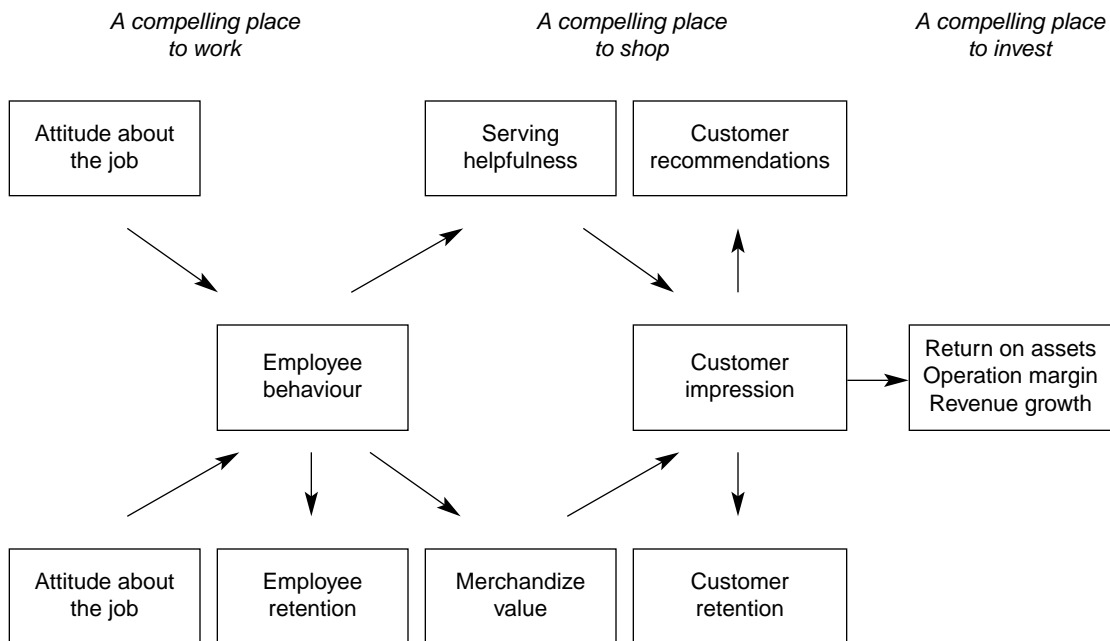 A compelling place
to work
A compelling place
to shop
A compelling place
to invest
Attitude about
the job
Serving
helpfulness
Customer
recommendations
Employee
behaviour
Customer
impression
Return on assets
Operation margin
Revenue growth
Attitude about
the job
Employee
retention
Merchandize
value
Customer
retention